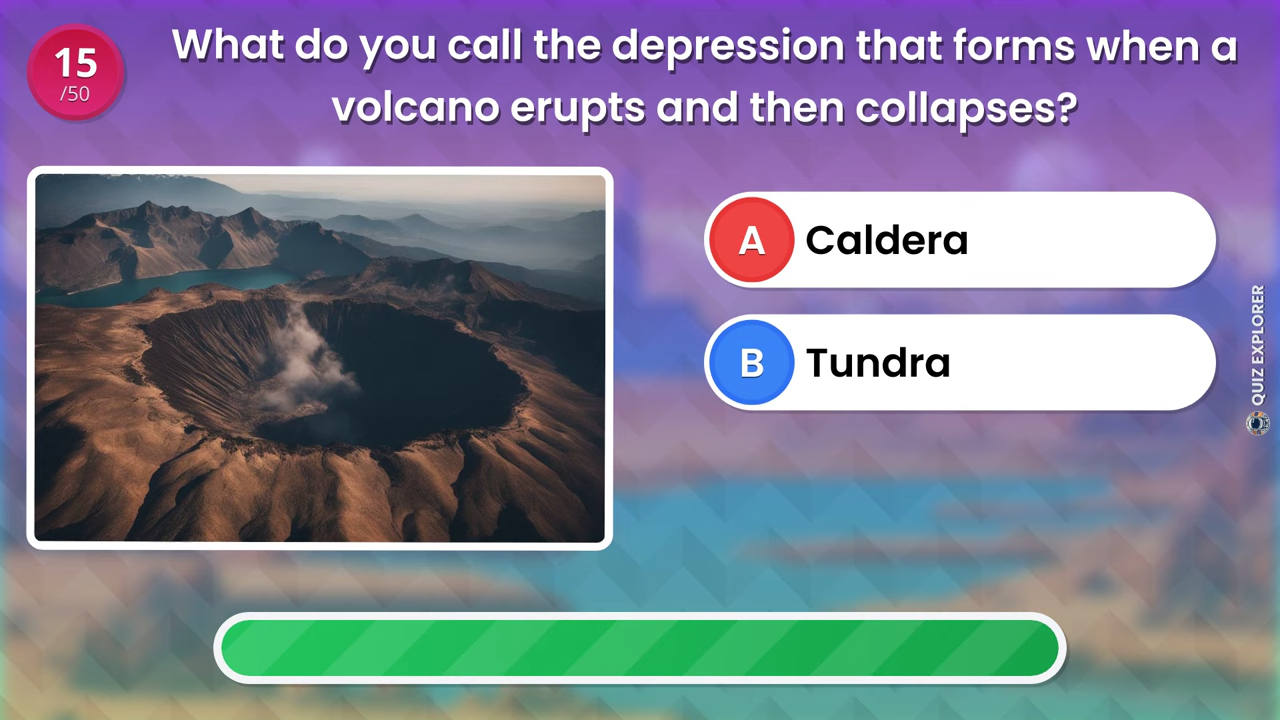 15
/50
What do you call the depression that forms when a
volcano erupts and then collapses?
A Caldera
B Tundra
QUIZ EXPLORER